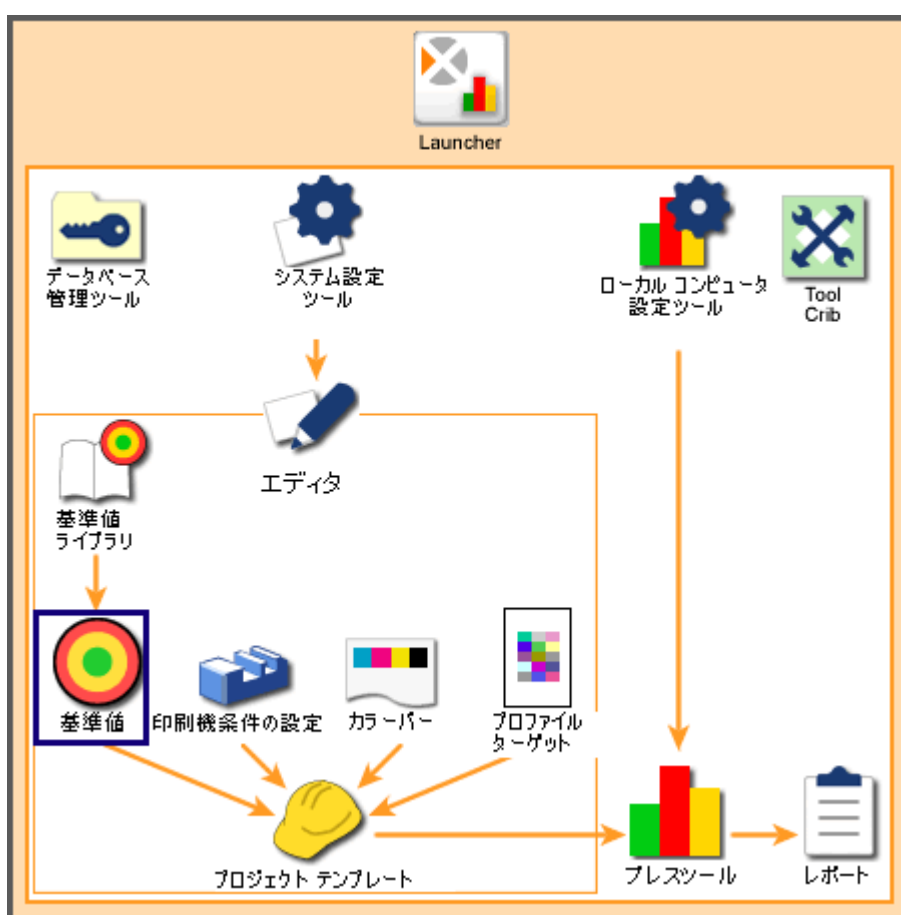 Launcher
データベース
管理ツール
システム設定
ツール
ローカル コンピュータ
設定ツール
Tool
Crib
エディタ
基準値
ライブラリ
基準値
印刷機条件の設定
カラーバー
プロファイル
ターゲット
プロジェクト テンプレート
プレスツール
レポート